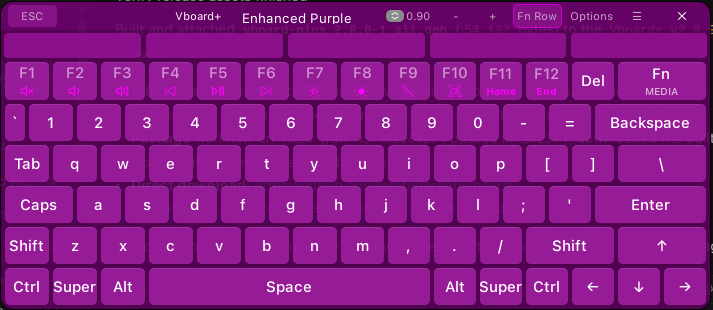 ESC Vboard+ Enhanced Purple 0.90 - + Fn Row Options ☰ ✕
F1 F2 F3 F4 F5 F6 F7 F8 F9 F10 F11 F12 Del Fn
Home End MEDIA
` 1 2 3 4 5 6 7 8 9 0 - = Backspace
Tab q w e r t y u i o p [ ] \
Caps a s d f g h j k l ; ' Enter
Shift z x c v b n m , . / Shift ↑
Ctrl Super Alt Space Alt Super Ctrl ← ↓ →